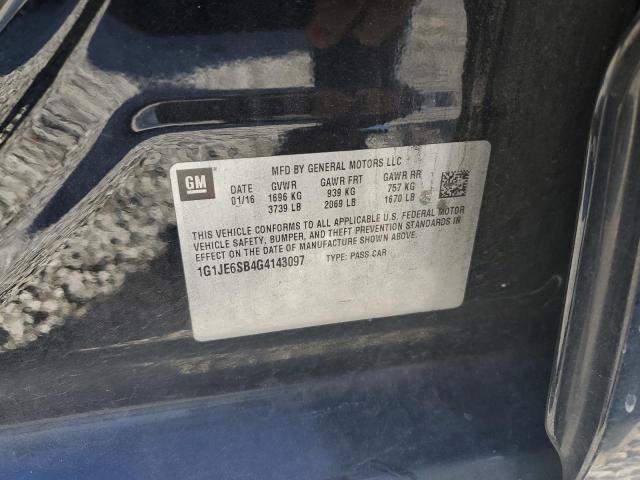 MFD BY GENERAL MOTORS LLC
GM
DATE GVWR GAWR FRT GAWR RR
01/16 1696 KG 939 KG 757 KG
3739 LB 2069 LB 1670 LB
THIS VEHICLE CONFORMS TO ALL APPLICABLE U.S. FEDERAL MOTOR
VEHICLE SAFETY, BUMPER, AND THEFT PREVENTION STANDARDS IN
EFFECT ON THE DATE OF MANUFACTURE SHOWN ABOVE.
1G1JE6SB4G4143097 TYPE: PASS-CAR